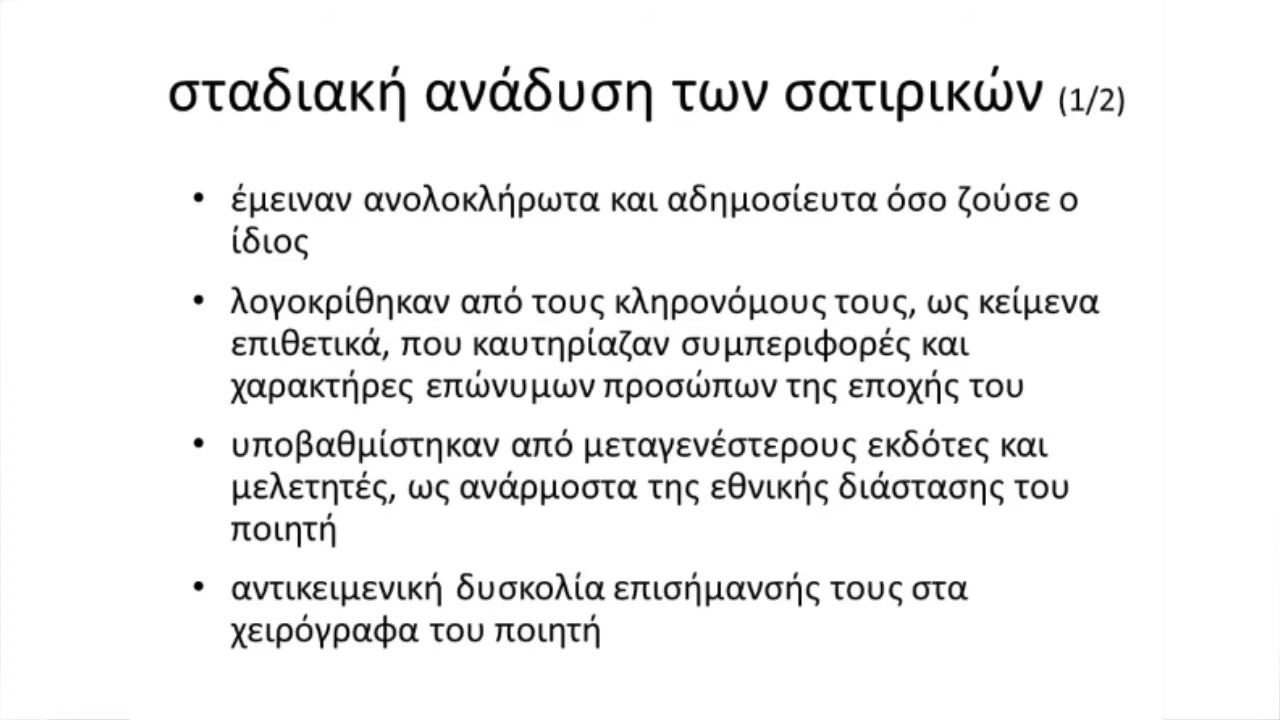 σταδιακή ανάδυση των σατιρικών (1/2)
• έμειναν ανολοκλήρωτα και αδημοσίευτα όσο ζούσε ο
ίδιος
• λογοκρίθηκαν από τους κληρονόμους τους, ως κείμενα
επιθετικά, που καυτηρίαζαν συμπεριφορές και
χαρακτήρες επώνυμων προσώπων της εποχής του
• υποβαθμίστηκαν από μεταγενέστερους εκδότες και
μελετητές, ως ανάρμοστα της εθνικής διάστασης του
ποιητή
• αντικειμενική δυσκολία επισήμανσής τους στα
χειρόγραφα του ποιητή